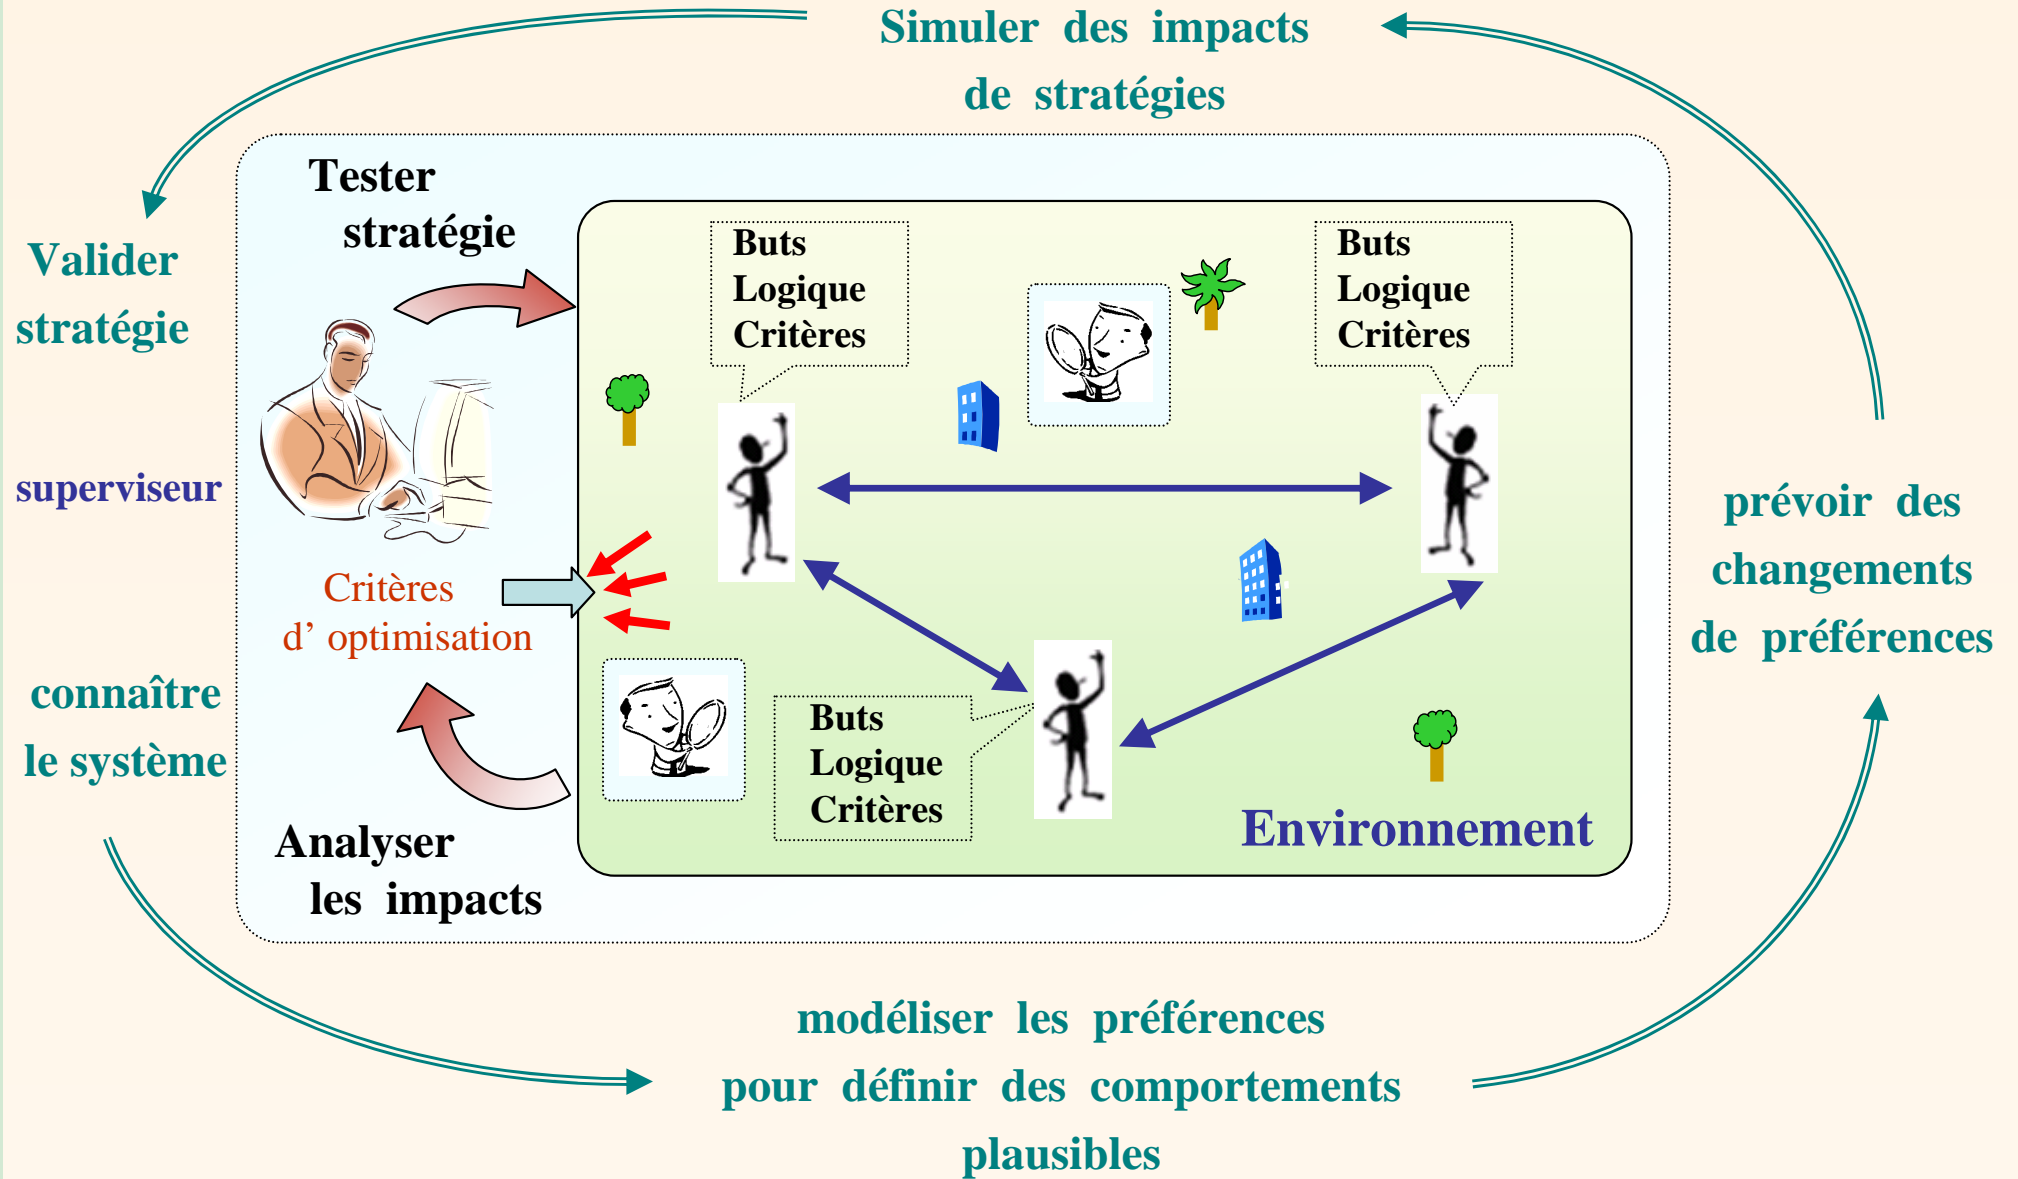 Simuler des impacts
de stratégies
Tester
stratégie
Valider
stratégie
Buts
Logique
Critères
Buts
Logique
Critères
superviseur
prévoir des
changements
de préférences
Critères
d' optimisation
connaître
le système
Buts
Logique
Critères
Environnement
Analyser
les impacts
modéliser les préférences
pour définir des comportements
plausibles